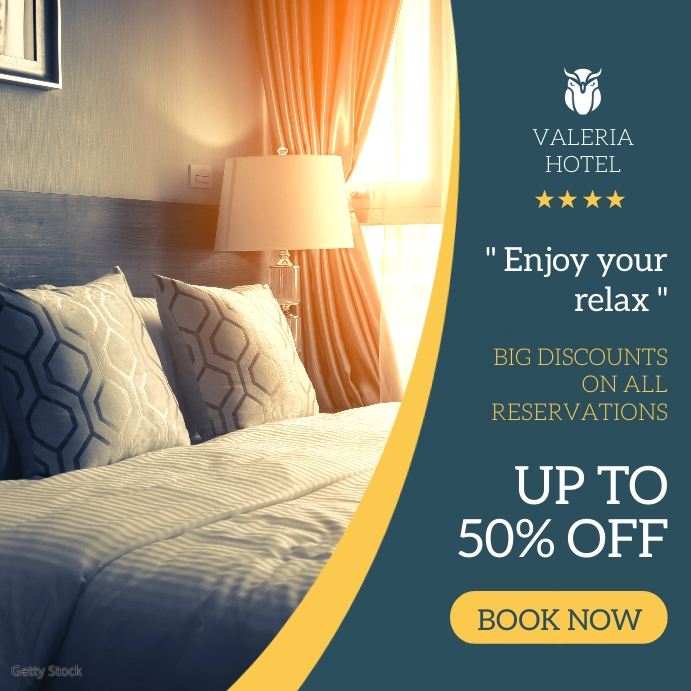 VALERIA
HOTEL
" Enjoy your
relax "
BIG DISCOUNTS
ON ALL
RESERVATIONS
UP TO
50% OFF
BOOK NOW
Getty Stock